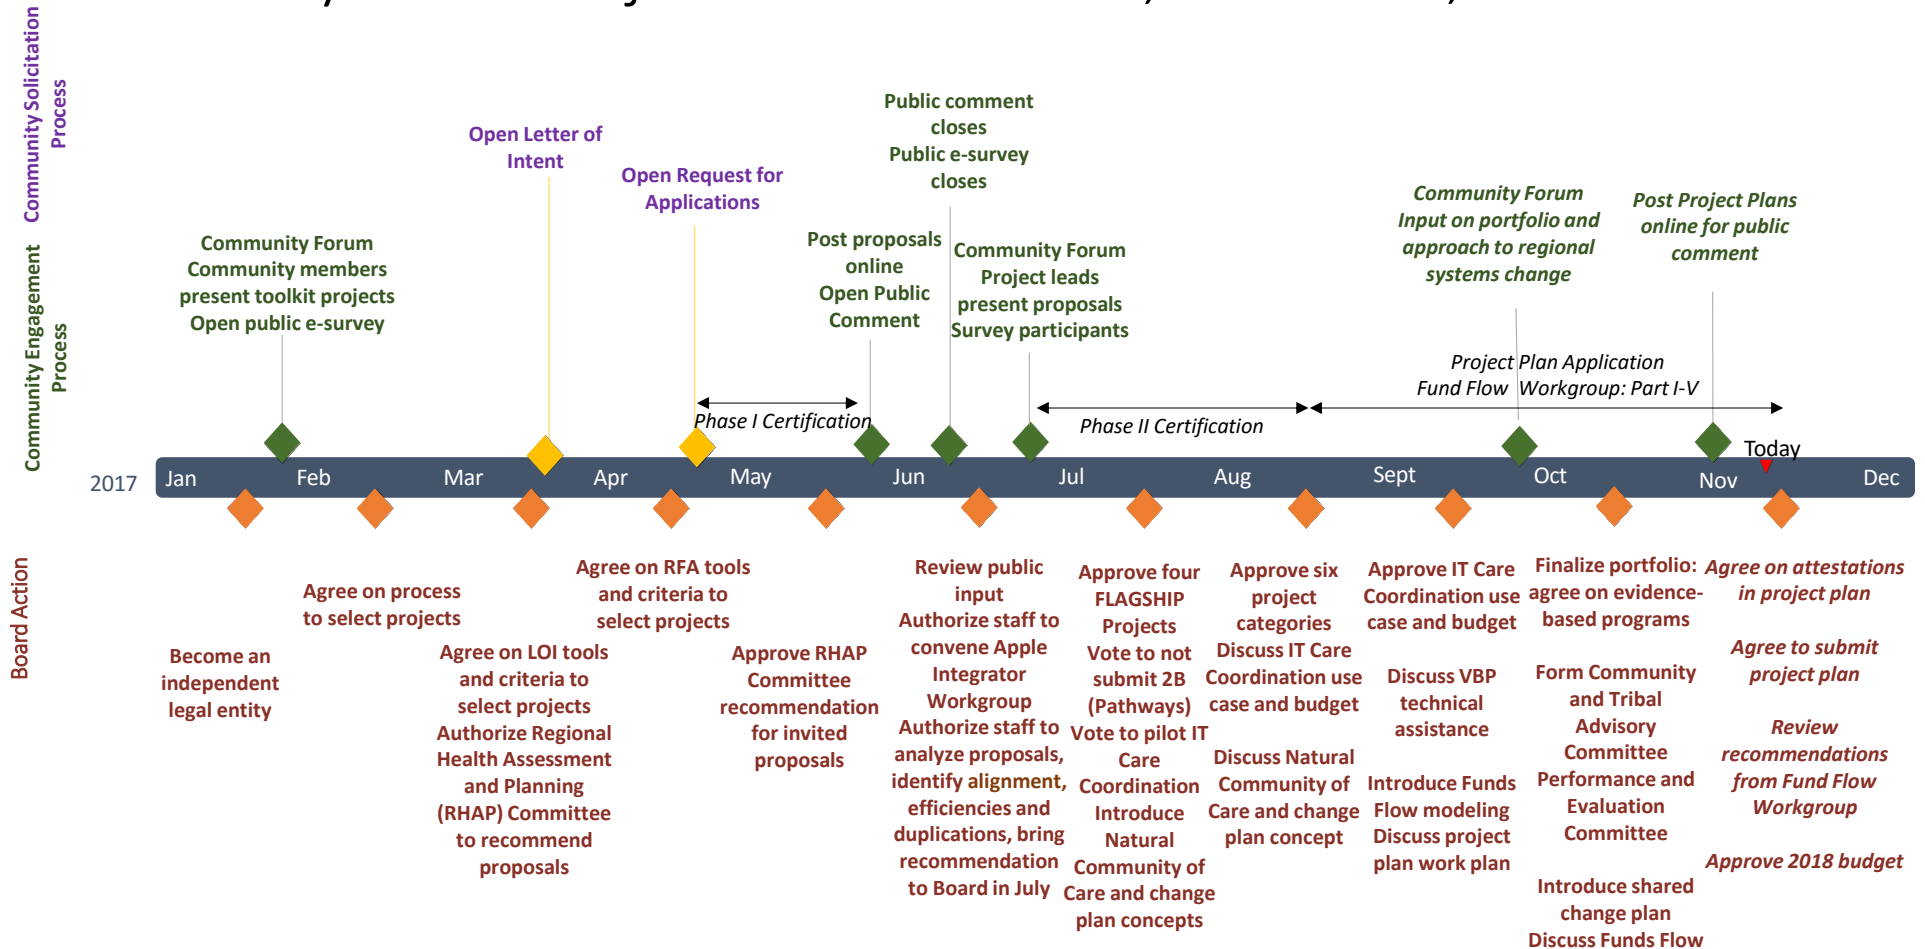 Community Solicitation
Process
Community Engagement
Process
Board Action
Open Letter of
Intent
Open Request for
Applications
Public comment
closes
Public e-survey
closes
Community Forum
Community members
present toolkit projects
Open public e-survey
Post proposals
online
Open Public
Comment
Community Forum
Project leads
present proposals
Survey participants
Community Forum
Input on portfolio and
approach to regional
systems change
Post Project Plans
online for public
comment
Phase I Certification
Phase II Certification
Project Plan Application
Fund Flow Workgroup: Part I-V
Today
2017
Jan
Feb
Mar
Apr
May
Jun
Jul
Aug
Sept
Oct
Nov
Dec
Become an
independent
legal entity
Agree on process
to select projects
Agree on LOI tools
and criteria to
select projects
Authorize Regional
Health Assessment
and Planning
(RHAP) Committee
to recommend
proposals
Agree on RFA tools
and criteria to
select projects
Approve RHAP
Committee
recommendation
for invited
proposals
Review public
input
Authorize staff to
convene Apple
Integrator
Workgroup
Authorize staff to
analyze proposals,
identify alignment,
efficiencies and
duplications, bring
recommendation
to Board in July
Approve four
FLAGSHIP
Projects
Vote to not
submit 2B
(Pathways)
Vote to pilot IT
Care
Coordination
Introduce
Natural
Community of
Care and change
plan concepts
Approve six
project
categories
Discuss IT Care
Coordination use
case and budget
Discuss Natural
Community of
Care and change
plan concept
Approve IT Care
Coordination use
case and budget
Discuss VBP
technical
assistance
Introduce Funds
Flow modeling
Discuss project
plan work plan
Finalize portfolio:
agree on evidence-
based programs
Form Community
and Tribal
Advisory
Committee
Performance and
Evaluation
Committee
Introduce shared
change plan
Discuss Funds Flow
Agree on attestations
in project plan
Agree to submit
project plan
Review
recommendations
from Fund Flow
Workgroup
Approve 2018 budget